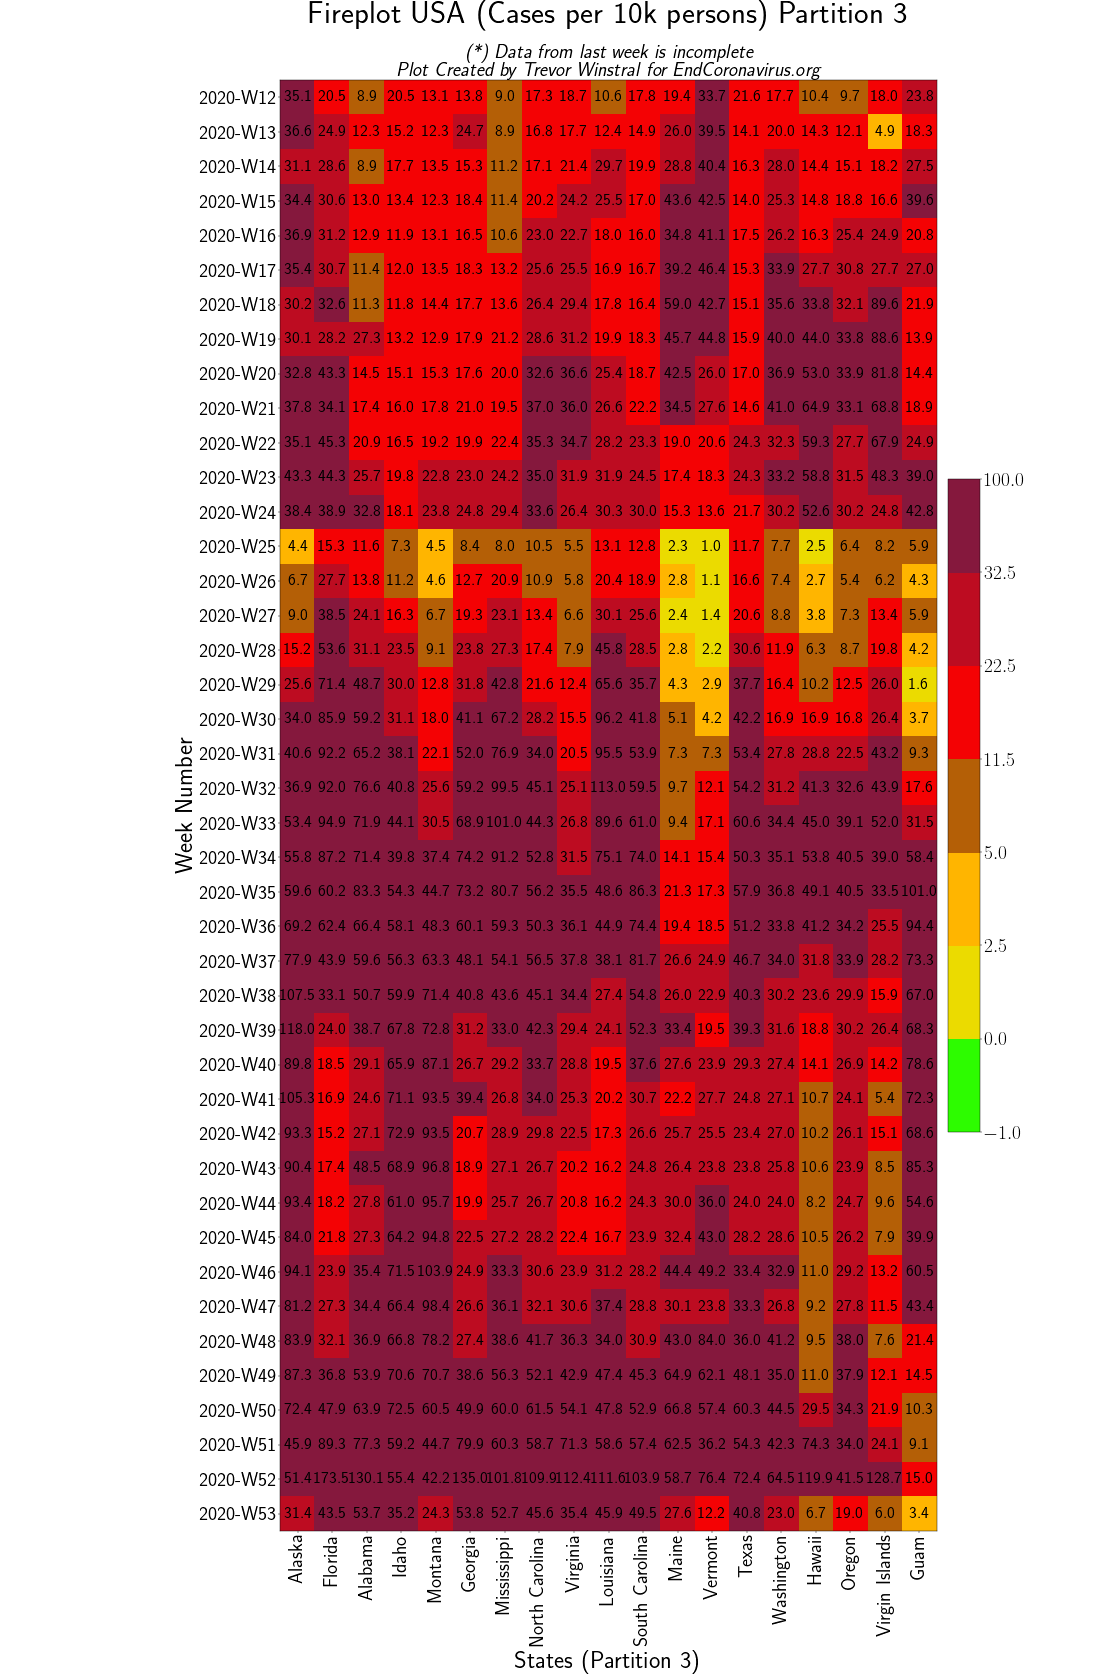 Fireplot USA (Cases per 10k persons) Partition 3
(*) Data from last week is incomplete
Plot Created by Trevor Winstral for EndCoronavirus.org
2020-W12 35.1 20.5 8.9 20.5 13.1 13.8 9.0 17.3 18.7 10.6 17.8 19.4 33.7 21.6 17.7 10.4 9.7 18.0 23.8
2020-W13 36.6 24.9 12.3 15.2 12.3 24.7 8.9 16.8 17.7 12.4 14.9 26.0 39.5 14.1 20.0 14.3 12.1 4.9 18.3
2020-W14 31.1 28.6 8.9 17.7 13.5 15.3 11.2 17.1 21.4 29.7 19.9 28.8 40.4 16.3 28.0 14.4 15.1 18.2 27.5
2020-W15 34.4 30.6 13.0 13.4 12.3 18.4 11.4 20.2 24.2 25.5 17.0 43.6 42.5 14.0 25.3 14.8 18.8 16.6 39.6
2020-W16 36.9 31.2 12.9 11.9 13.1 16.5 10.6 23.0 22.7 18.0 16.0 34.8 41.1 17.5 26.2 16.3 25.4 24.9 20.8
2020-W17 35.4 30.7 11.4 12.0 13.5 18.3 13.2 25.6 25.5 16.9 16.7 39.2 46.4 15.3 33.9 27.7 30.8 27.7 27.0
2020-W18 30.2 32.6 11.3 11.8 14.4 17.7 13.6 26.4 29.4 17.8 16.4 59.0 42.7 15.1 35.6 33.8 32.1 89.6 21.9
2020-W19 30.1 28.2 27.3 13.2 12.9 17.9 21.2 28.6 31.2 19.9 18.3 45.7 44.8 15.9 40.0 44.0 33.8 88.6 13.9
2020-W20 32.8 43.3 14.5 15.1 15.3 17.6 20.0 32.6 36.6 25.4 18.7 42.5 26.0 17.0 36.9 53.0 33.9 81.8 14.4
2020-W21 37.8 34.1 17.4 16.0 17.8 21.0 19.5 37.0 36.0 26.6 22.2 34.5 27.6 14.6 41.0 64.9 33.1 68.8 18.9
2020-W22 35.1 45.3 20.9 16.5 19.2 19.9 22.4 35.3 34.7 28.2 23.3 19.0 20.6 24.3 32.3 59.3 27.7 67.9 24.9
2020-W23 43.3 44.3 25.7 19.8 22.8 23.0 24.2 35.0 31.9 31.9 24.5 17.4 18.3 24.3 33.2 58.8 31.5 48.3 39.0
2020-W24 38.4 38.9 32.8 18.1 23.8 24.8 29.4 33.6 26.4 30.3 30.0 15.3 13.6 21.7 30.2 52.6 30.2 24.8 42.8
2020-W25 4.4 15.3 11.6 7.3 4.5 8.4 8.0 10.5 5.5 13.1 12.8 2.3 1.0 11.7 7.7 2.5 6.4 8.2 5.9
2020-W26 6.7 27.7 13.8 11.2 4.6 12.7 20.9 10.9 5.8 20.4 18.9 2.8 1.1 16.6 7.4 2.7 5.4 6.2 4.3
2020-W27 9.0 38.5 24.1 16.3 6.7 19.3 23.1 13.4 6.6 30.1 25.6 2.4 1.4 20.6 8.8 3.8 7.3 13.4 5.9
2020-W28 15.2 53.6 31.1 23.5 9.1 23.8 27.3 17.4 7.9 45.8 28.5 2.8 2.2 30.6 11.9 6.3 8.7 19.8 4.2
2020-W29 25.6 71.4 48.7 30.0 12.8 31.8 42.8 21.6 12.4 65.6 35.7 4.3 2.9 37.7 16.4 10.2 12.5 26.0 1.6
2020-W30 34.0 85.9 59.2 31.1 18.0 41.1 67.2 28.2 15.5 96.2 41.8 5.1 4.2 42.2 16.9 16.9 16.8 26.4 3.7
2020-W31 40.6 92.2 65.2 38.1 22.1 52.0 76.9 34.0 20.5 95.5 53.9 7.3 7.3 53.4 27.8 28.8 22.5 43.2 9.3
2020-W32 36.9 92.0 76.6 40.8 25.6 59.2 99.5 45.1 25.1 113.0 59.5 9.7 12.1 54.2 31.2 41.3 32.6 43.9 17.6
2020-W33 53.4 94.9 71.9 44.1 30.5 68.9 101.0 44.3 26.8 89.6 61.0 9.4 17.1 60.6 34.4 45.0 39.1 52.0 31.5
2020-W34 55.8 87.2 71.4 39.8 37.4 74.2 91.2 52.8 31.5 75.1 74.0 14.1 15.4 50.3 35.1 53.8 40.5 39.0 58.4
2020-W35 59.6 60.2 83.3 54.3 44.7 73.2 80.7 56.2 35.5 48.6 86.3 21.3 17.3 57.9 36.8 49.1 40.5 33.5 101.0
2020-W36 69.2 62.4 66.4 58.1 48.3 60.1 59.3 50.3 36.1 44.9 74.4 19.4 18.5 51.2 33.8 41.2 34.2 25.5 94.4
2020-W37 77.9 43.9 59.6 56.3 63.3 48.1 54.1 56.5 37.8 38.1 81.7 26.6 24.9 46.7 34.0 31.8 33.9 28.2 73.3
2020-W38 107.5 33.1 50.7 59.9 71.4 40.8 43.6 45.1 34.4 27.4 54.8 26.0 22.9 40.3 30.2 23.6 29.9 15.9 67.0
2020-W39 118.0 24.0 38.7 67.8 72.8 31.2 33.0 42.3 29.4 24.1 52.3 33.4 19.5 39.3 31.6 18.8 30.2 26.4 68.3
2020-W40 89.8 18.5 29.1 65.9 87.1 26.7 29.2 33.7 28.8 19.5 37.6 27.6 23.9 29.3 27.4 14.1 26.9 14.2 78.6
2020-W41 105.3 16.9 24.6 71.1 93.5 39.4 26.8 34.0 25.3 20.2 30.7 22.2 27.7 24.8 27.1 10.7 24.1 5.4 72.3
2020-W42 93.3 15.2 27.1 72.9 93.5 20.7 28.9 29.8 22.5 17.3 26.6 25.7 25.5 23.4 27.0 10.2 26.1 15.1 68.6
2020-W43 90.4 17.4 48.5 68.9 96.8 18.9 27.1 26.7 20.2 16.2 24.8 26.4 23.8 23.8 25.8 10.6 23.9 8.5 85.3
2020-W44 93.4 18.2 27.8 61.0 95.7 19.9 25.7 26.7 20.8 16.2 24.3 30.0 36.0 24.0 24.0 8.2 24.7 9.6 54.6
2020-W45 84.0 21.8 27.3 64.2 94.8 22.5 27.2 28.2 22.4 16.7 23.9 32.4 43.0 28.2 28.6 10.5 26.2 7.9 39.9
2020-W46 94.1 23.9 35.4 71.5 103.9 24.9 33.3 30.6 23.9 31.2 28.2 44.4 49.2 33.4 32.9 11.0 29.2 13.2 60.5
2020-W47 81.2 27.3 34.4 66.4 98.4 26.6 36.1 32.1 30.6 37.4 28.8 30.1 23.8 33.3 26.8 9.2 27.8 11.5 43.4
2020-W48 83.9 32.1 36.9 66.8 78.2 27.4 38.6 41.7 36.3 34.0 30.9 43.0 84.0 36.0 41.2 9.5 38.0 7.6 21.4
2020-W49 87.3 36.8 53.9 70.6 70.7 38.6 56.3 52.1 42.9 47.4 45.3 64.9 62.1 48.1 35.0 11.0 37.9 12.1 14.5
2020-W50 72.4 47.9 63.9 72.5 60.5 49.9 60.0 61.5 54.1 47.8 52.9 66.8 57.4 60.3 44.5 29.5 34.3 21.9 10.3
2020-W51 45.9 89.3 77.3 59.2 44.7 79.9 60.3 58.7 71.3 58.6 57.4 62.5 36.2 54.3 42.3 74.3 34.0 24.1 9.1
2020-W52 51.4 173.5 130.1 55.4 42.2 135.0 101.8 109.9 112.4 111.6 103.9 58.7 76.4 72.4 64.5 119.9 41.5 128.7 15.0
2020-W53 31.4 43.5 53.7 35.2 24.3 53.8 52.7 45.6 35.4 45.9 49.5 27.6 12.2 40.8 23.0 6.7 19.0 6.0 3.4
Week Number
Alaska Florida Alabama Idaho Montana Georgia Mississippi North Carolina Virginia Louisiana South Carolina Maine Vermont Texas Washington Hawaii Oregon Virgin Islands Guam
States (Partition 3)
100.0
32.5
22.5
11.5
5.0
2.5
0.0
−1.0